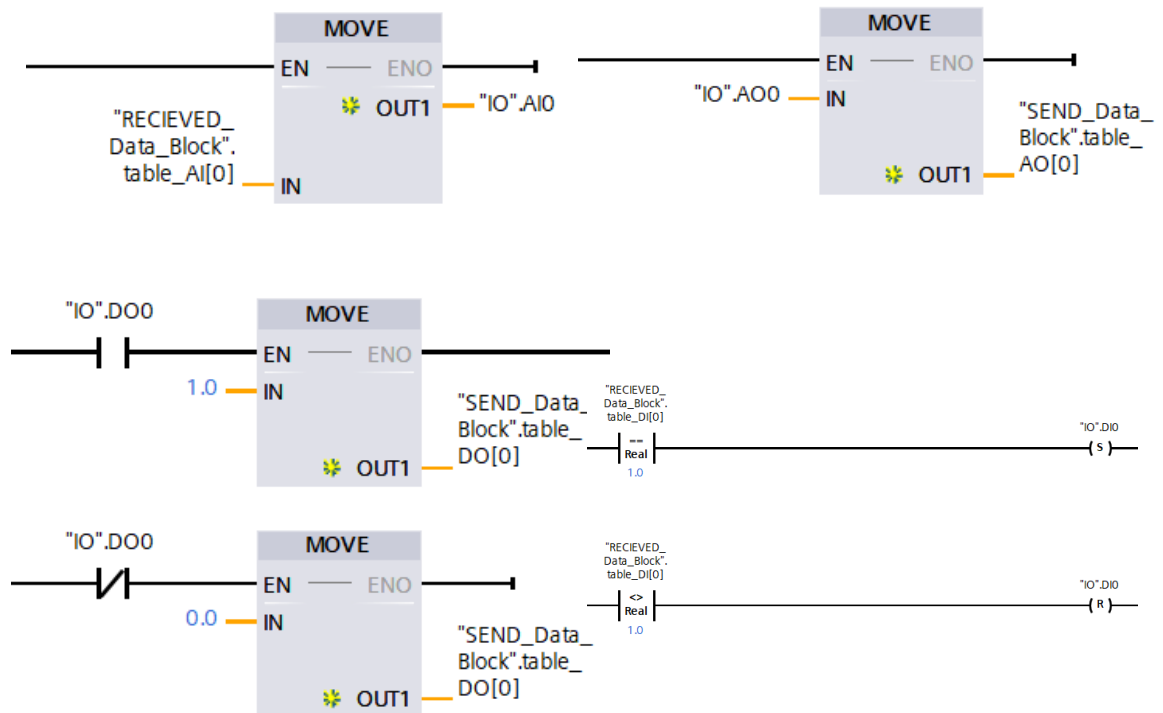 MOVE
EN
ENO
OUT1
"IO".AI0
"RECIEVED_
Data_Block".
table_AI[0]
IN
MOVE
EN
ENO
"IO".AO0
IN
"SEND_Data_
Block".table_
AO[0]
OUT1
"IO".DO0
MOVE
EN
ENO
1.0
IN
"SEND_Data_
Block".table_
DO[0]
OUT1
"RECIEVED_
Data_Block".
table_DI[0]
==
Real
1.0
"IO".DI0
S
"IO".DO0
MOVE
EN
ENO
0.0
IN
"SEND_Data_
Block".table_
DO[0]
OUT1
"RECIEVED_
Data_Block".
table_DI[0]
<>
Real
1.0
"IO".DI0
R